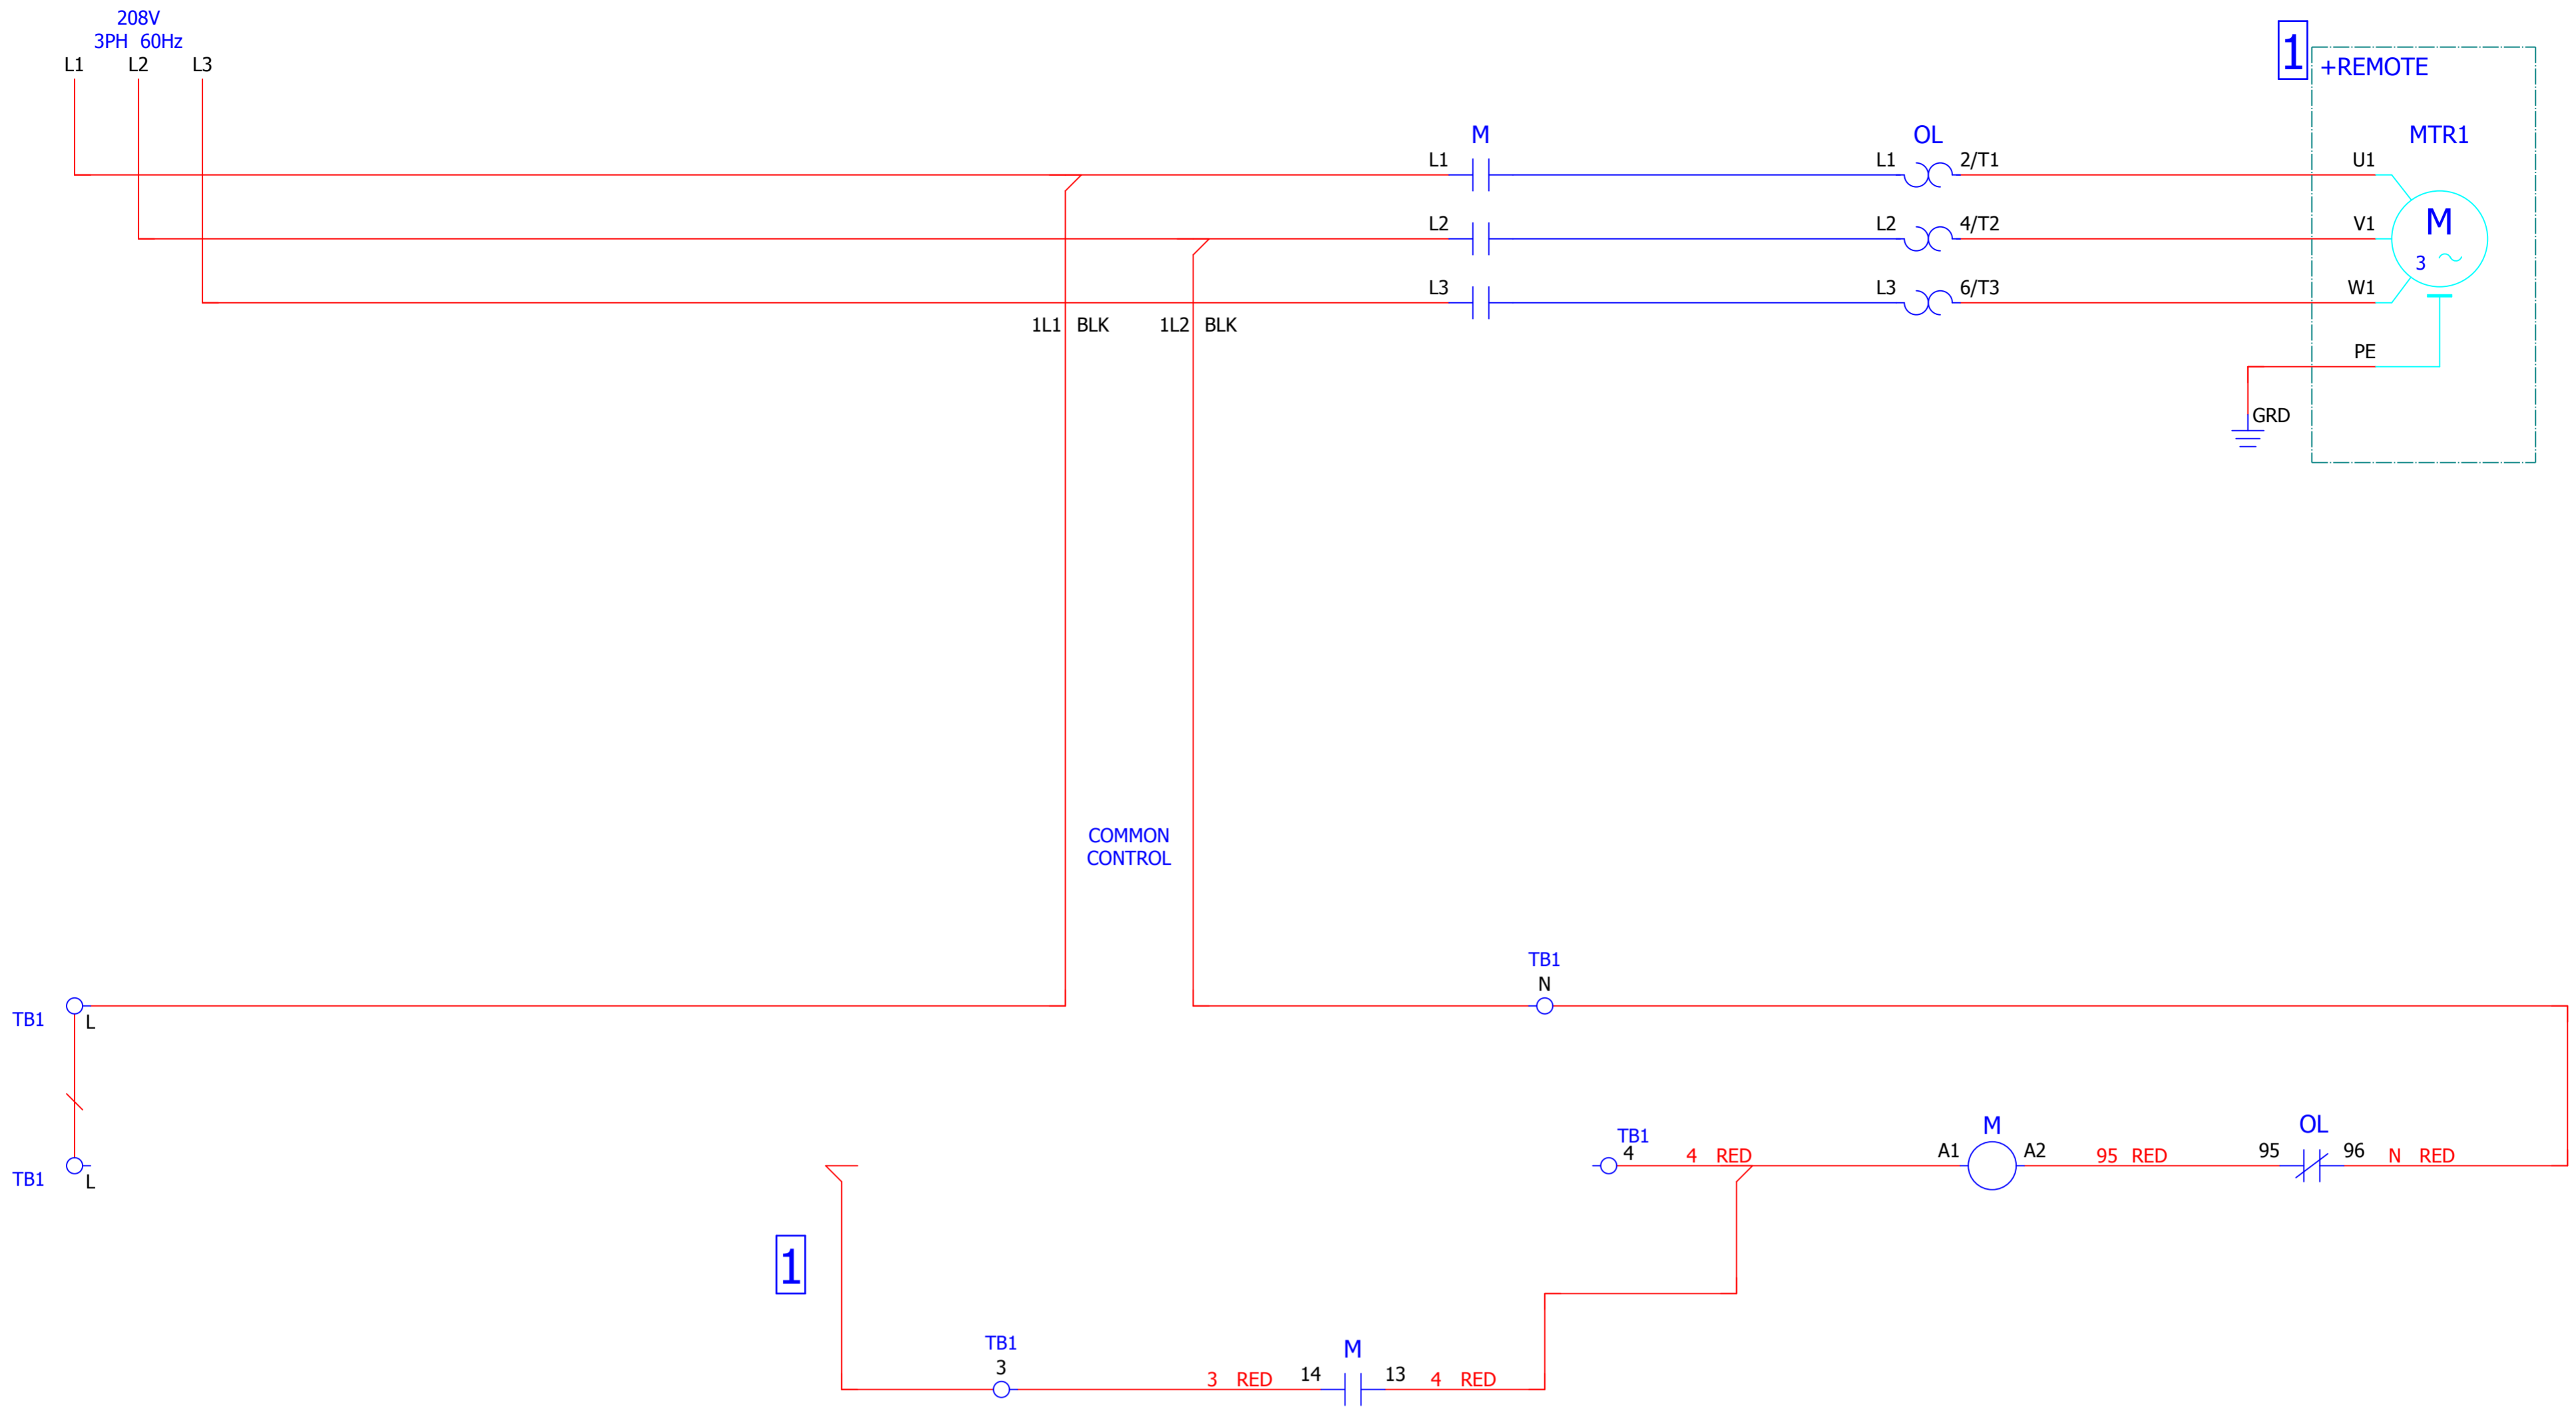 208V
3PH 60Hz
L1 L2 L3
1
+REMOTE
M OL MTR1
L1 L1 2/T1 U1
L2 L2 4/T2 V1
M
3
L3 L3 6/T3 W1
1L1 BLK 1L2 BLK
PE
GRD
COMMON
CONTROL
TB1
N
TB1 L
TB1
4 4 RED
M
A1 A2 95 RED
OL
95 96 N RED
TB1 L
1
TB1
3
3 RED
M
14 13 4 RED